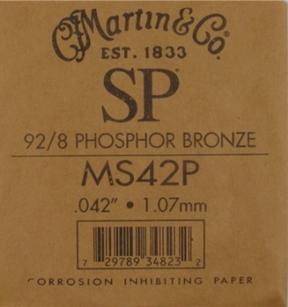 C.F. Martin & Co.
EST. 1833
SP
92/8 PHOSPHOR BRONZE
MS42P
.042" • 1.07mm
7 29789 34823 2
CORROSION INHIBITING PAPER